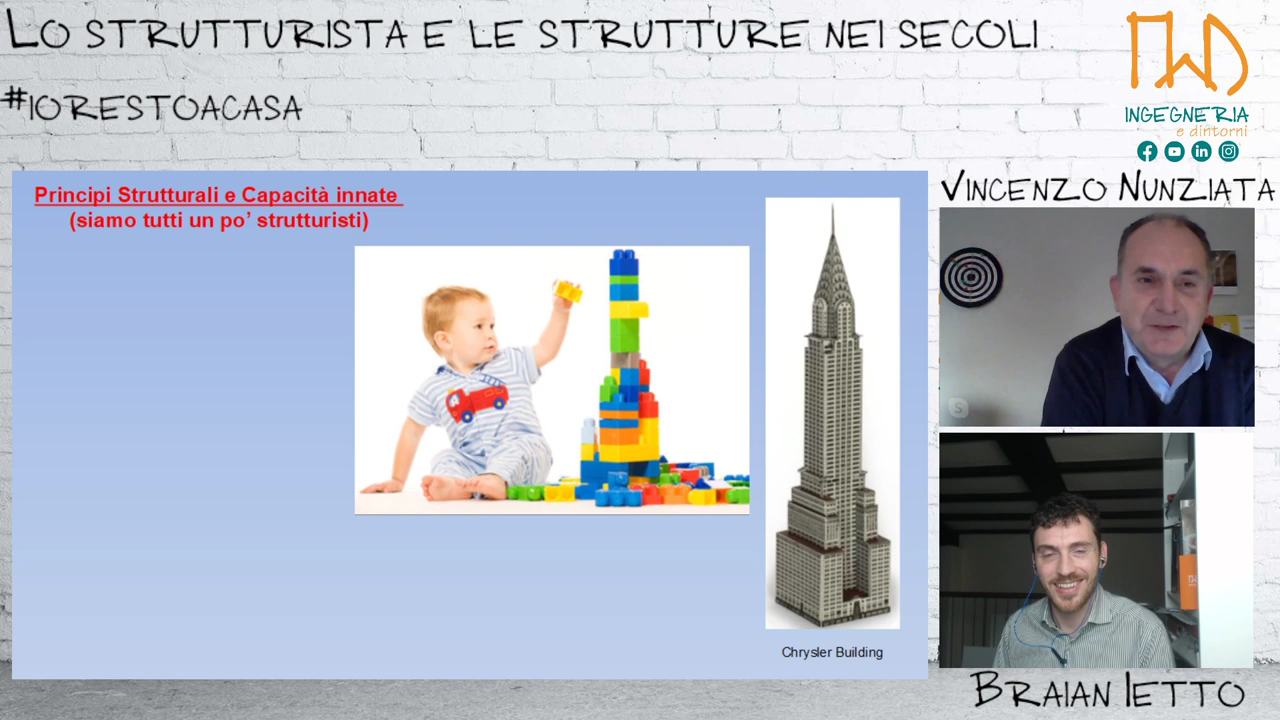 LO STRUTTURISTA E LE STRUTTURE NEI SECOLI
#IORESTOACASA
INGEGNERIA
e dintorni
Principi Strutturali e Capacità innate
(siamo tutti un po' strutturisti)
Chrysler Building
VINCENZO NUNZIATA
BRAIAN IETTO